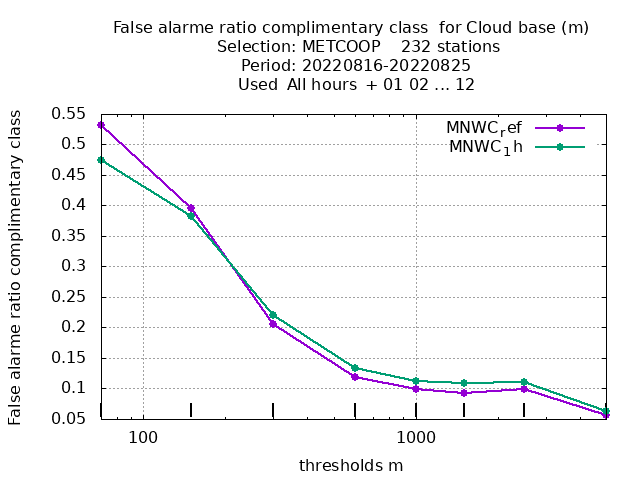 False alarme ratio complimentary class  for Cloud base (m)
Selection: METCOOP    232 stations
Period: 20220816-20220825
Used  All hours  + 01 02 ... 12
False alarme ratio complimentary class
0.55
0.5
0.45
0.4
0.35
0.3
0.25
0.2
0.15
0.1
0.05
MNWCref
MNWC1h
100
1000
thresholds m